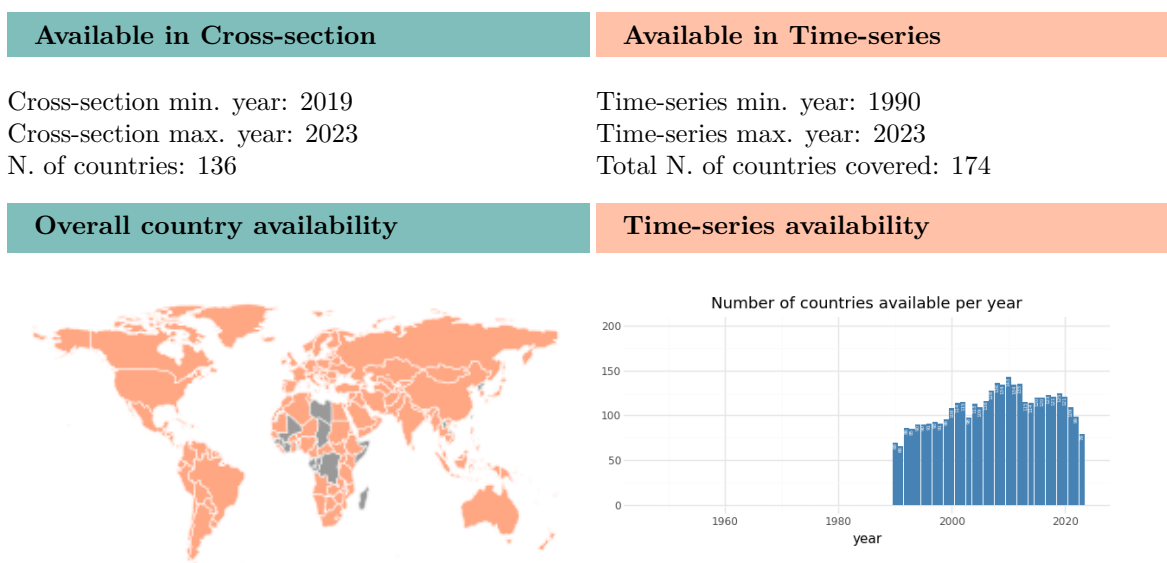 Available in Cross-section
Available in Time-series
Cross-section min. year: 2019
Cross-section max. year: 2023
N. of countries: 136
Time-series min. year: 1990
Time-series max. year: 2023
Total N. of countries covered: 174
Overall country availability
Time-series availability
Number of countries available per year
200
150
100
50
0
1960
1980
2000
2020
year